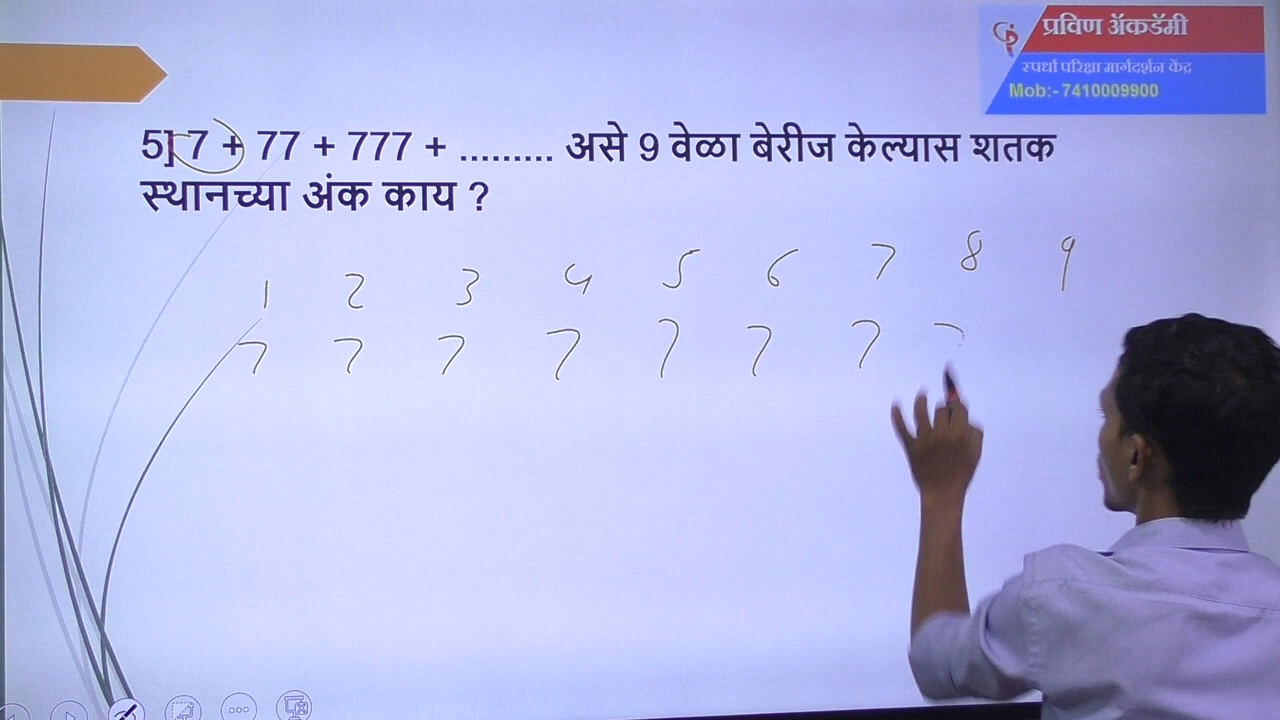 प्रविण ॲकडॅमी
स्पर्धा परिक्षा मार्गदर्शन केंद्र
Mob:- 7410009900
5] 7 + 77 + 777 + ......... असे 9 वेळा बेरीज केल्यास शतक
स्थानच्या अंक काय ?
1 2 3 4 5 6 7 8 9
7 7 7 7 7 7 7